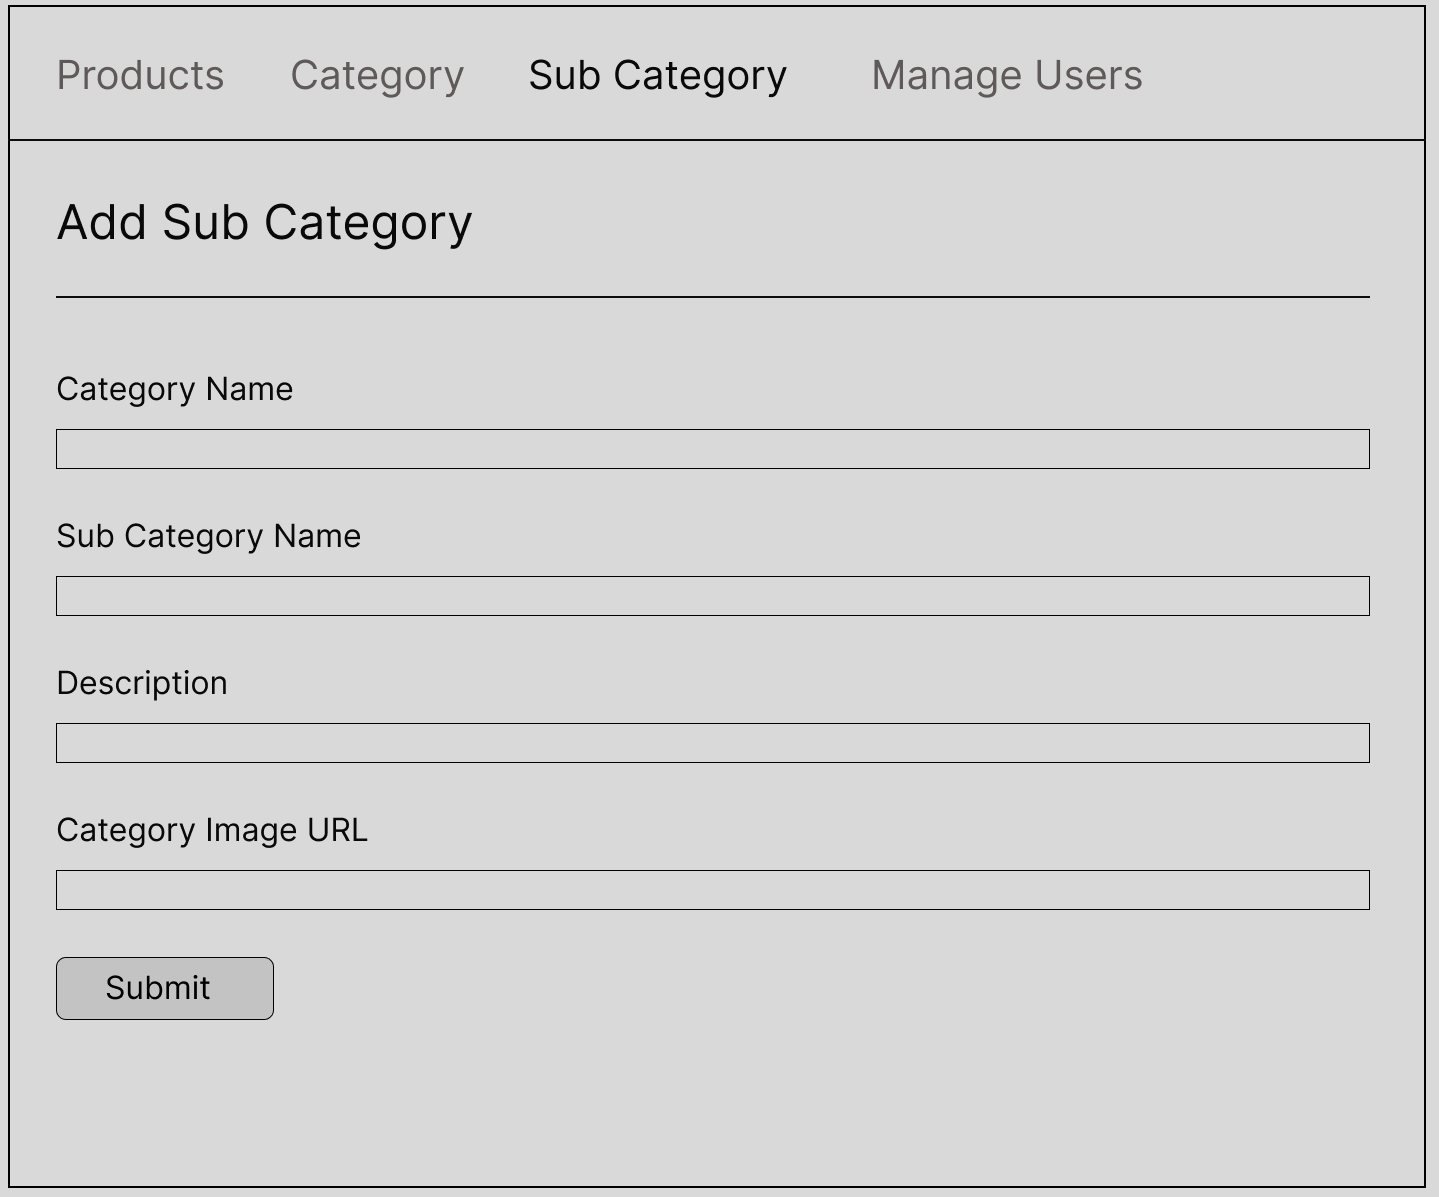 Products Category Sub Category Manage Users
Add Sub Category
Category Name
Sub Category Name
Description
Category Image URL
Submit